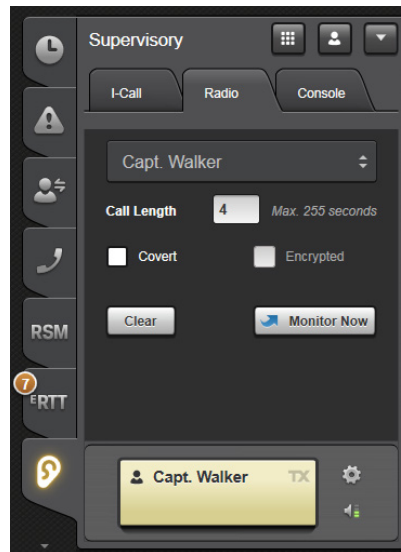 Supervisory
I-Call Radio Console
Capt. Walker
Call Length 4 Max. 255 seconds
Covert Encrypted
Clear Monitor Now
RSM
7
ERTT
Capt. Walker TX